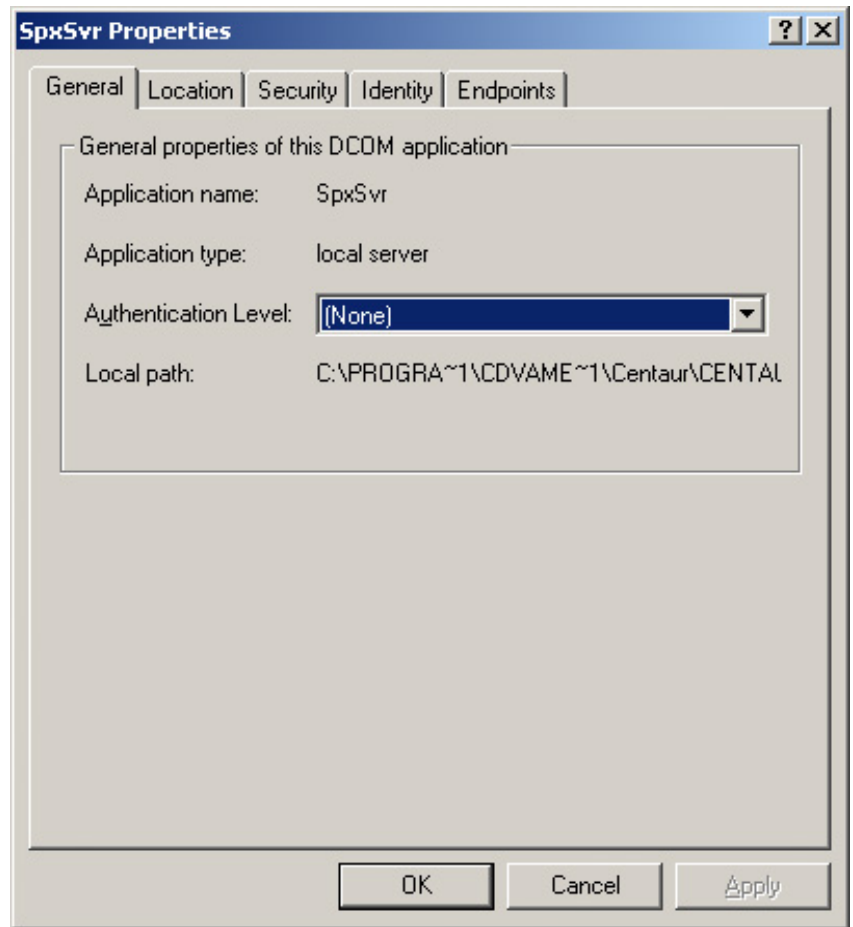 SpxSvr Properties
General Location Security Identity Endpoints
General properties of this DCOM application
Application name: SpxSvr
Application type: local server
Authentication Level: (None)
Local path: C:\PROGRA~1\CDVAME~1\Centaur\CENTAU
OK Cancel Apply